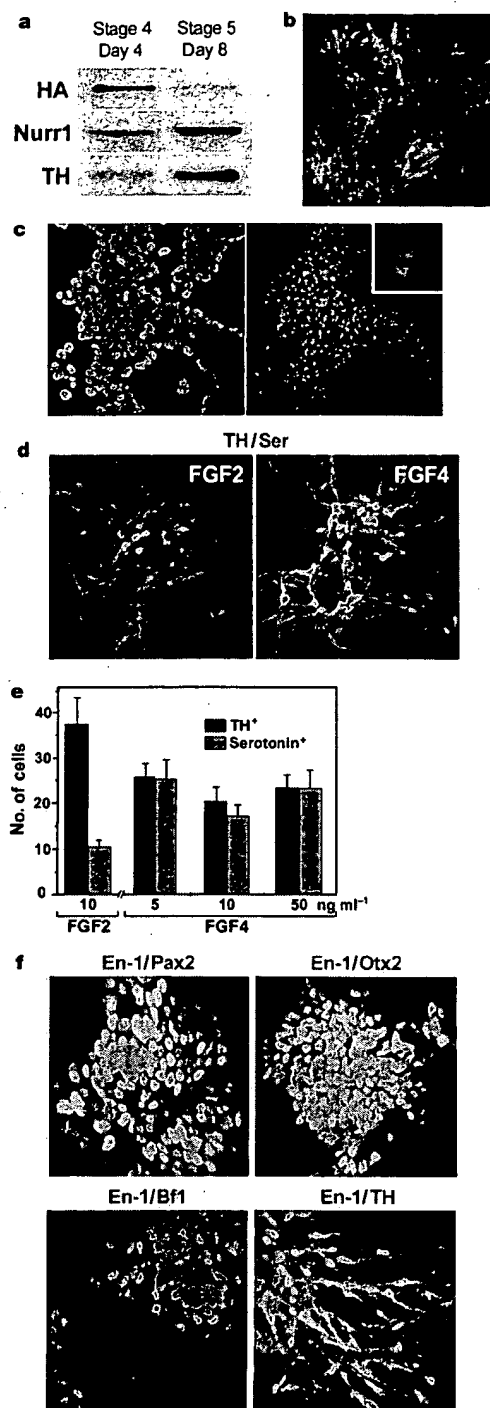 a
Stage 4 Stage 5
Day 4 Day 8
HA
Nurr1
TH
b
c
d
TH/Ser
FGF2 FGF4
e
No. of cells
40
30
20
10
0
TH⁺
Serotonin⁺
10 5 10 50 ng ml⁻¹
FGF2 FGF4
f
En-1/Pax2 En-1/Otx2
En-1/Bf1 En-1/TH